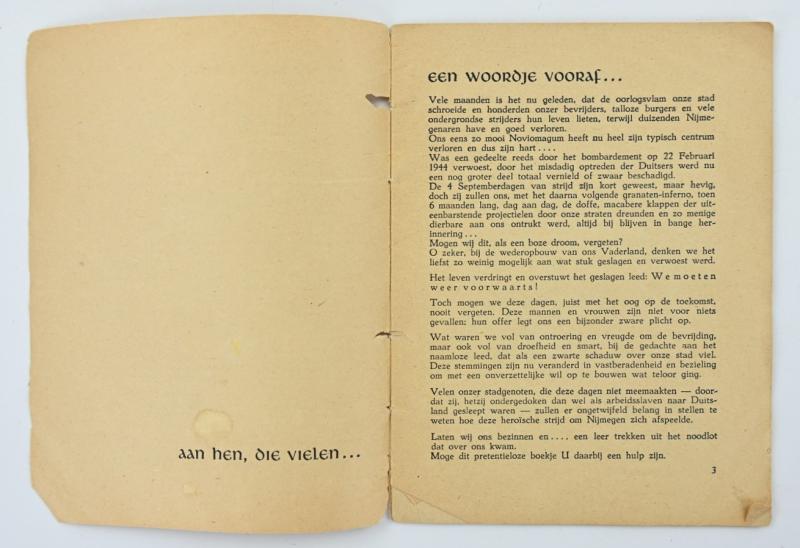 aan hen, die vielen...
een woordje vooraf...
Vele maanden is het nu geleden, dat de oorlogsvlam onze stad
schroeide en honderden onzer bevrijders, talloze burgers en vele
ondergrondse strijders hun leven lieten, terwijl duizenden Nijme-
genaren have en goed verloren.
Ons eens zo mooi Noviomagum heeft nu heel zijn typisch centrum
verloren en dus zijn hart....
Was een gedeelte reeds door het bombardement op 22 Februari
1944 verwoest, door het misdadig optreden der Duitsers werd nu
een nog groter deel totaal vernield of zwaar beschadigd.
De 4 Septemberdagen van strijd zijn kort geweest, maar hevig,
doch zij zullen ons, met het daarna volgende granaten-inferno, toen
6 maanden lang, dag aan dag, de doffe, macabere klappen der uit-
eenbarstende projectielen door onze straten dreunden en zo menige
dierbare aan ons ontrukt werd, altijd bij blijven in bange her-
innering...
Mogen wij dit, als een boze droom, vergeten?
O zeker, bij de wederopbouw van ons Vaderland, denken we het
liefst zo weinig mogelijk aan wat stuk geslagen en verwoest werd.
Het leven verdringt en overstuwt het geslagen leed: We moeten
weer voorwaarts!
Toch mogen we deze dagen, juist met het oog op de toekomst,
nooit vergeten. Deze mannen en vrouwen zijn niet voor niets
gevallen: hun offer legt ons een bijzonder zware plicht op.
Wat waren we vol van ontroering en vreugde om de bevrijding,
maar ook vol van droefheid en smart, bij de gedachte aan het
naamloze leed, dat als een zwarte schaduw over onze stad viel.
Deze stemmingen zijn nu veranderd in vastberadenheid en bezieling
om met een onverzettelijke wil op te bouwen wat teloor ging.
Velen onzer stadgenoten, die deze dagen niet meemaakten — door-
dat zij, hetzij ondergedoken dan wel als arbeidsslaven naar Duits-
land gesleept waren — zullen er ongetwijfeld belang in stellen te
weten hoe deze heroïsche strijd om Nijmegen zich afspeelde.
Laten wij ons bezinnen en.... een leer trekken uit het noodlot
dat over ons kwam.
Moge dit pretentieloze boekje U daarbij een hulp zijn.
3